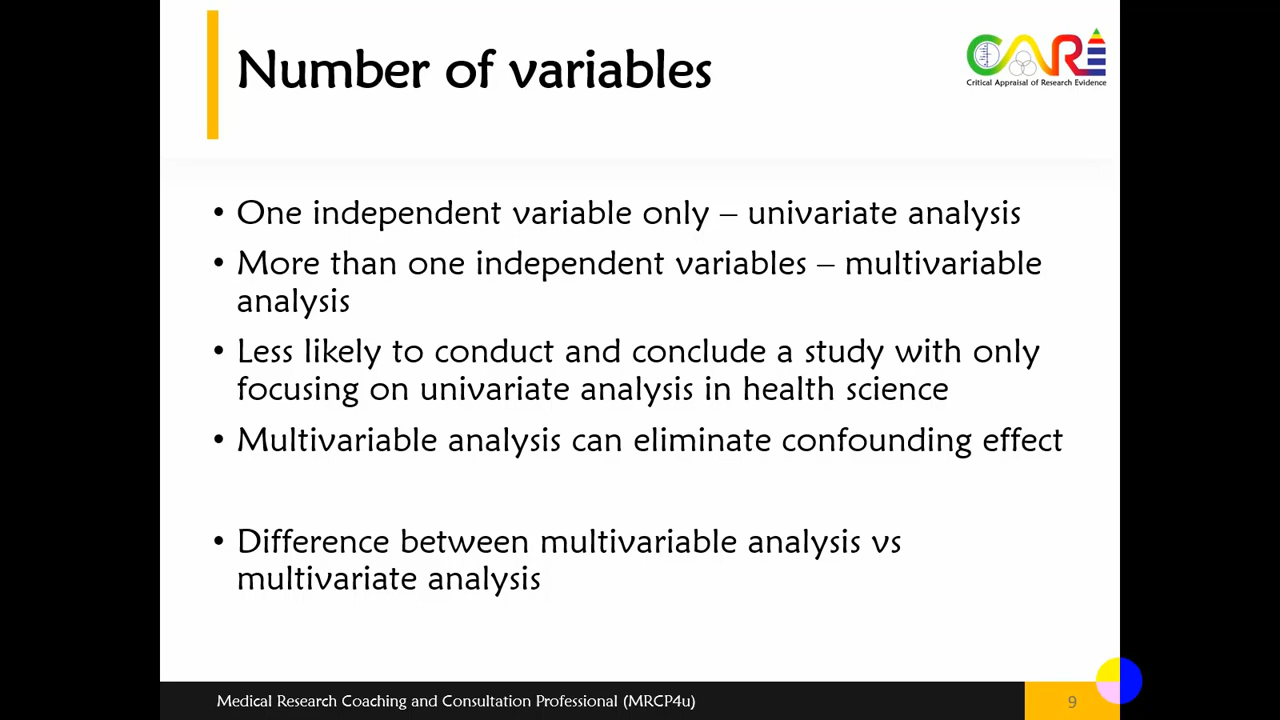 Number of variables
CARE
Critical Appraisal of Research Evidence
• One independent variable only – univariate analysis
• More than one independent variables – multivariable
analysis
• Less likely to conduct and conclude a study with only
focusing on univariate analysis in health science
• Multivariable analysis can eliminate confounding effect
• Difference between multivariable analysis vs
multivariate analysis
Medical Research Coaching and Consultation Professional (MRCP4u)
9